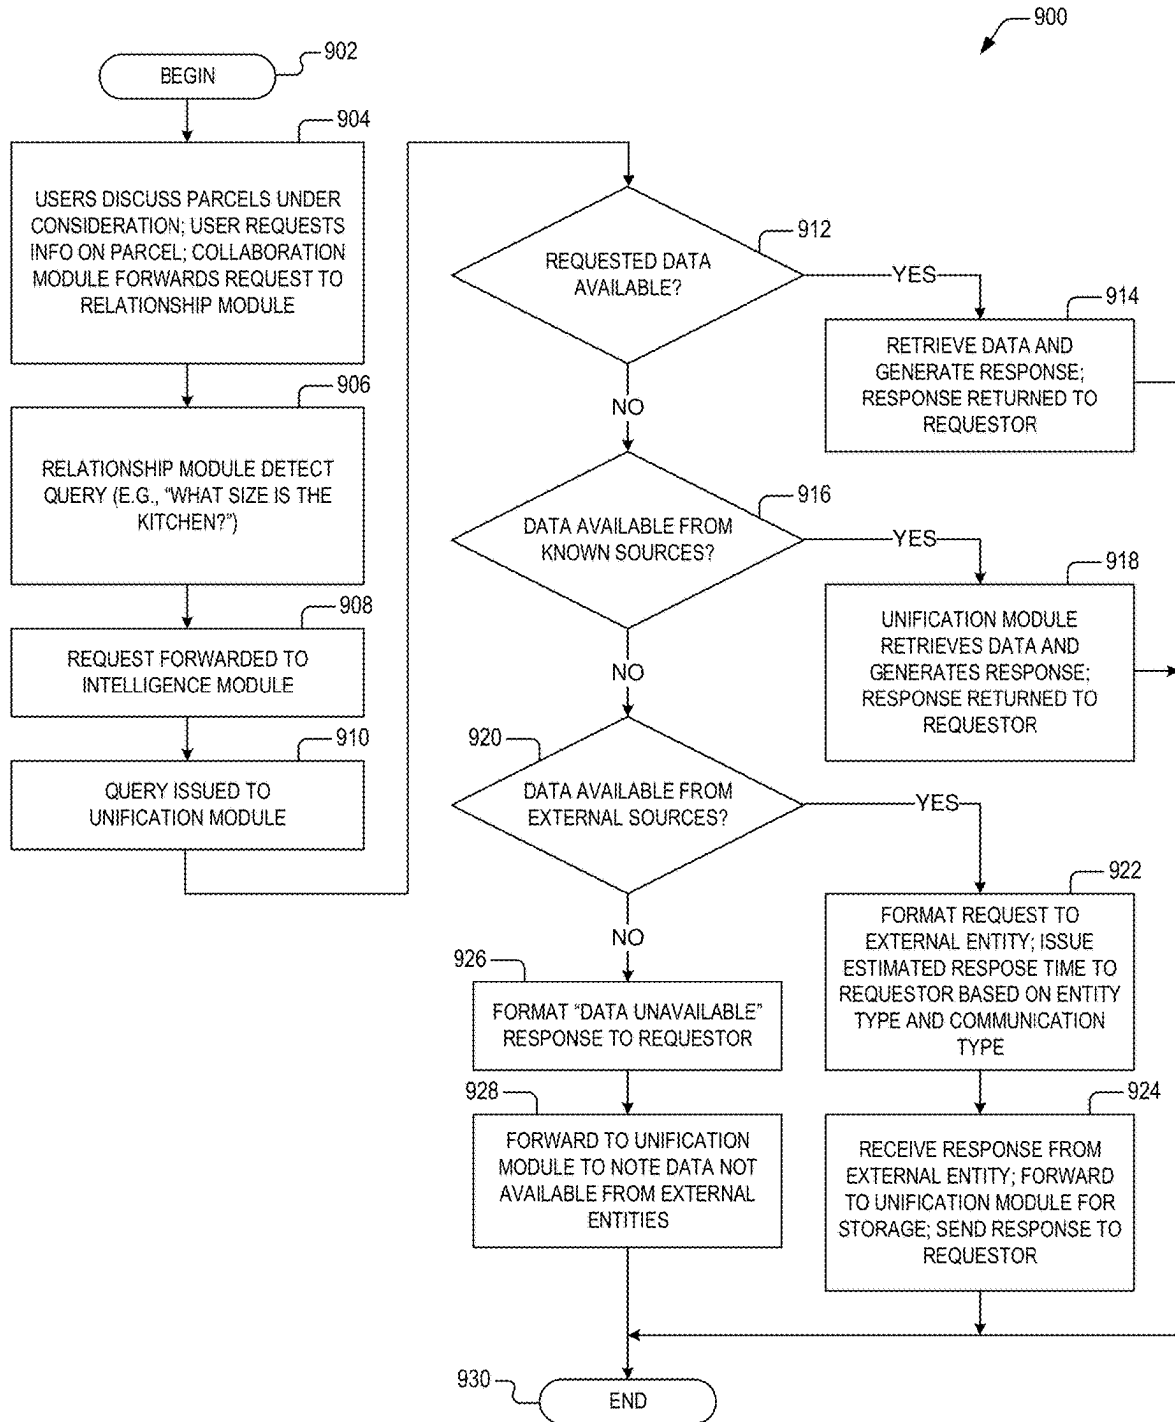 900
902
BEGIN
904
USERS DISCUSS PARCELS UNDER
CONSIDERATION; USER REQUESTS
INFO ON PARCEL; COLLABORATION
MODULE FORWARDS REQUEST TO
RELATIONSHIP MODULE
906
RELATIONSHIP MODULE DETECT
QUERY (E.G., “WHAT SIZE IS THE
KITCHEN?”)
908
REQUEST FORWARDED TO
INTELLIGENCE MODULE
910
QUERY ISSUED TO
UNIFICATION MODULE
912
REQUESTED DATA
AVAILABLE?
YES
914
RETRIEVE DATA AND
GENERATE RESPONSE;
RESPONSE RETURNED TO
REQUESTOR
NO
916
DATA AVAILABLE FROM
KNOWN SOURCES?
YES
918
UNIFICATION MODULE
RETRIEVES DATA AND
GENERATES RESPONSE;
RESPONSE RETURNED TO
REQUESTOR
NO
920
DATA AVAILABLE FROM
EXTERNAL SOURCES?
YES
922
FORMAT REQUEST TO
EXTERNAL ENTITY; ISSUE
ESTIMATED RESPOSE TIME TO
REQUESTOR BASED ON ENTITY
TYPE AND COMMUNICATION
TYPE
NO
926
FORMAT “DATA UNAVAILABLE”
RESPONSE TO REQUESTOR
924
RECEIVE RESPONSE FROM
EXTERNAL ENTITY; FORWARD
TO UNIFICATION MODULE FOR
STORAGE; SEND RESPONSE TO
REQUESTOR
928
FORWARD TO UNIFICATION
MODULE TO NOTE DATA NOT
AVAILABLE FROM EXTERNAL
ENTITIES
930
END